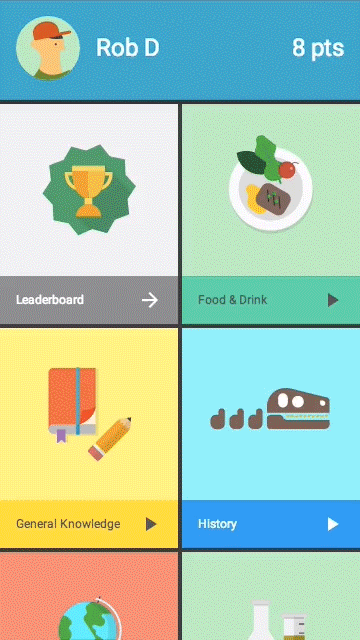 Rob D
8 pts
Leaderboard
Food & Drink
General Knowledge
History